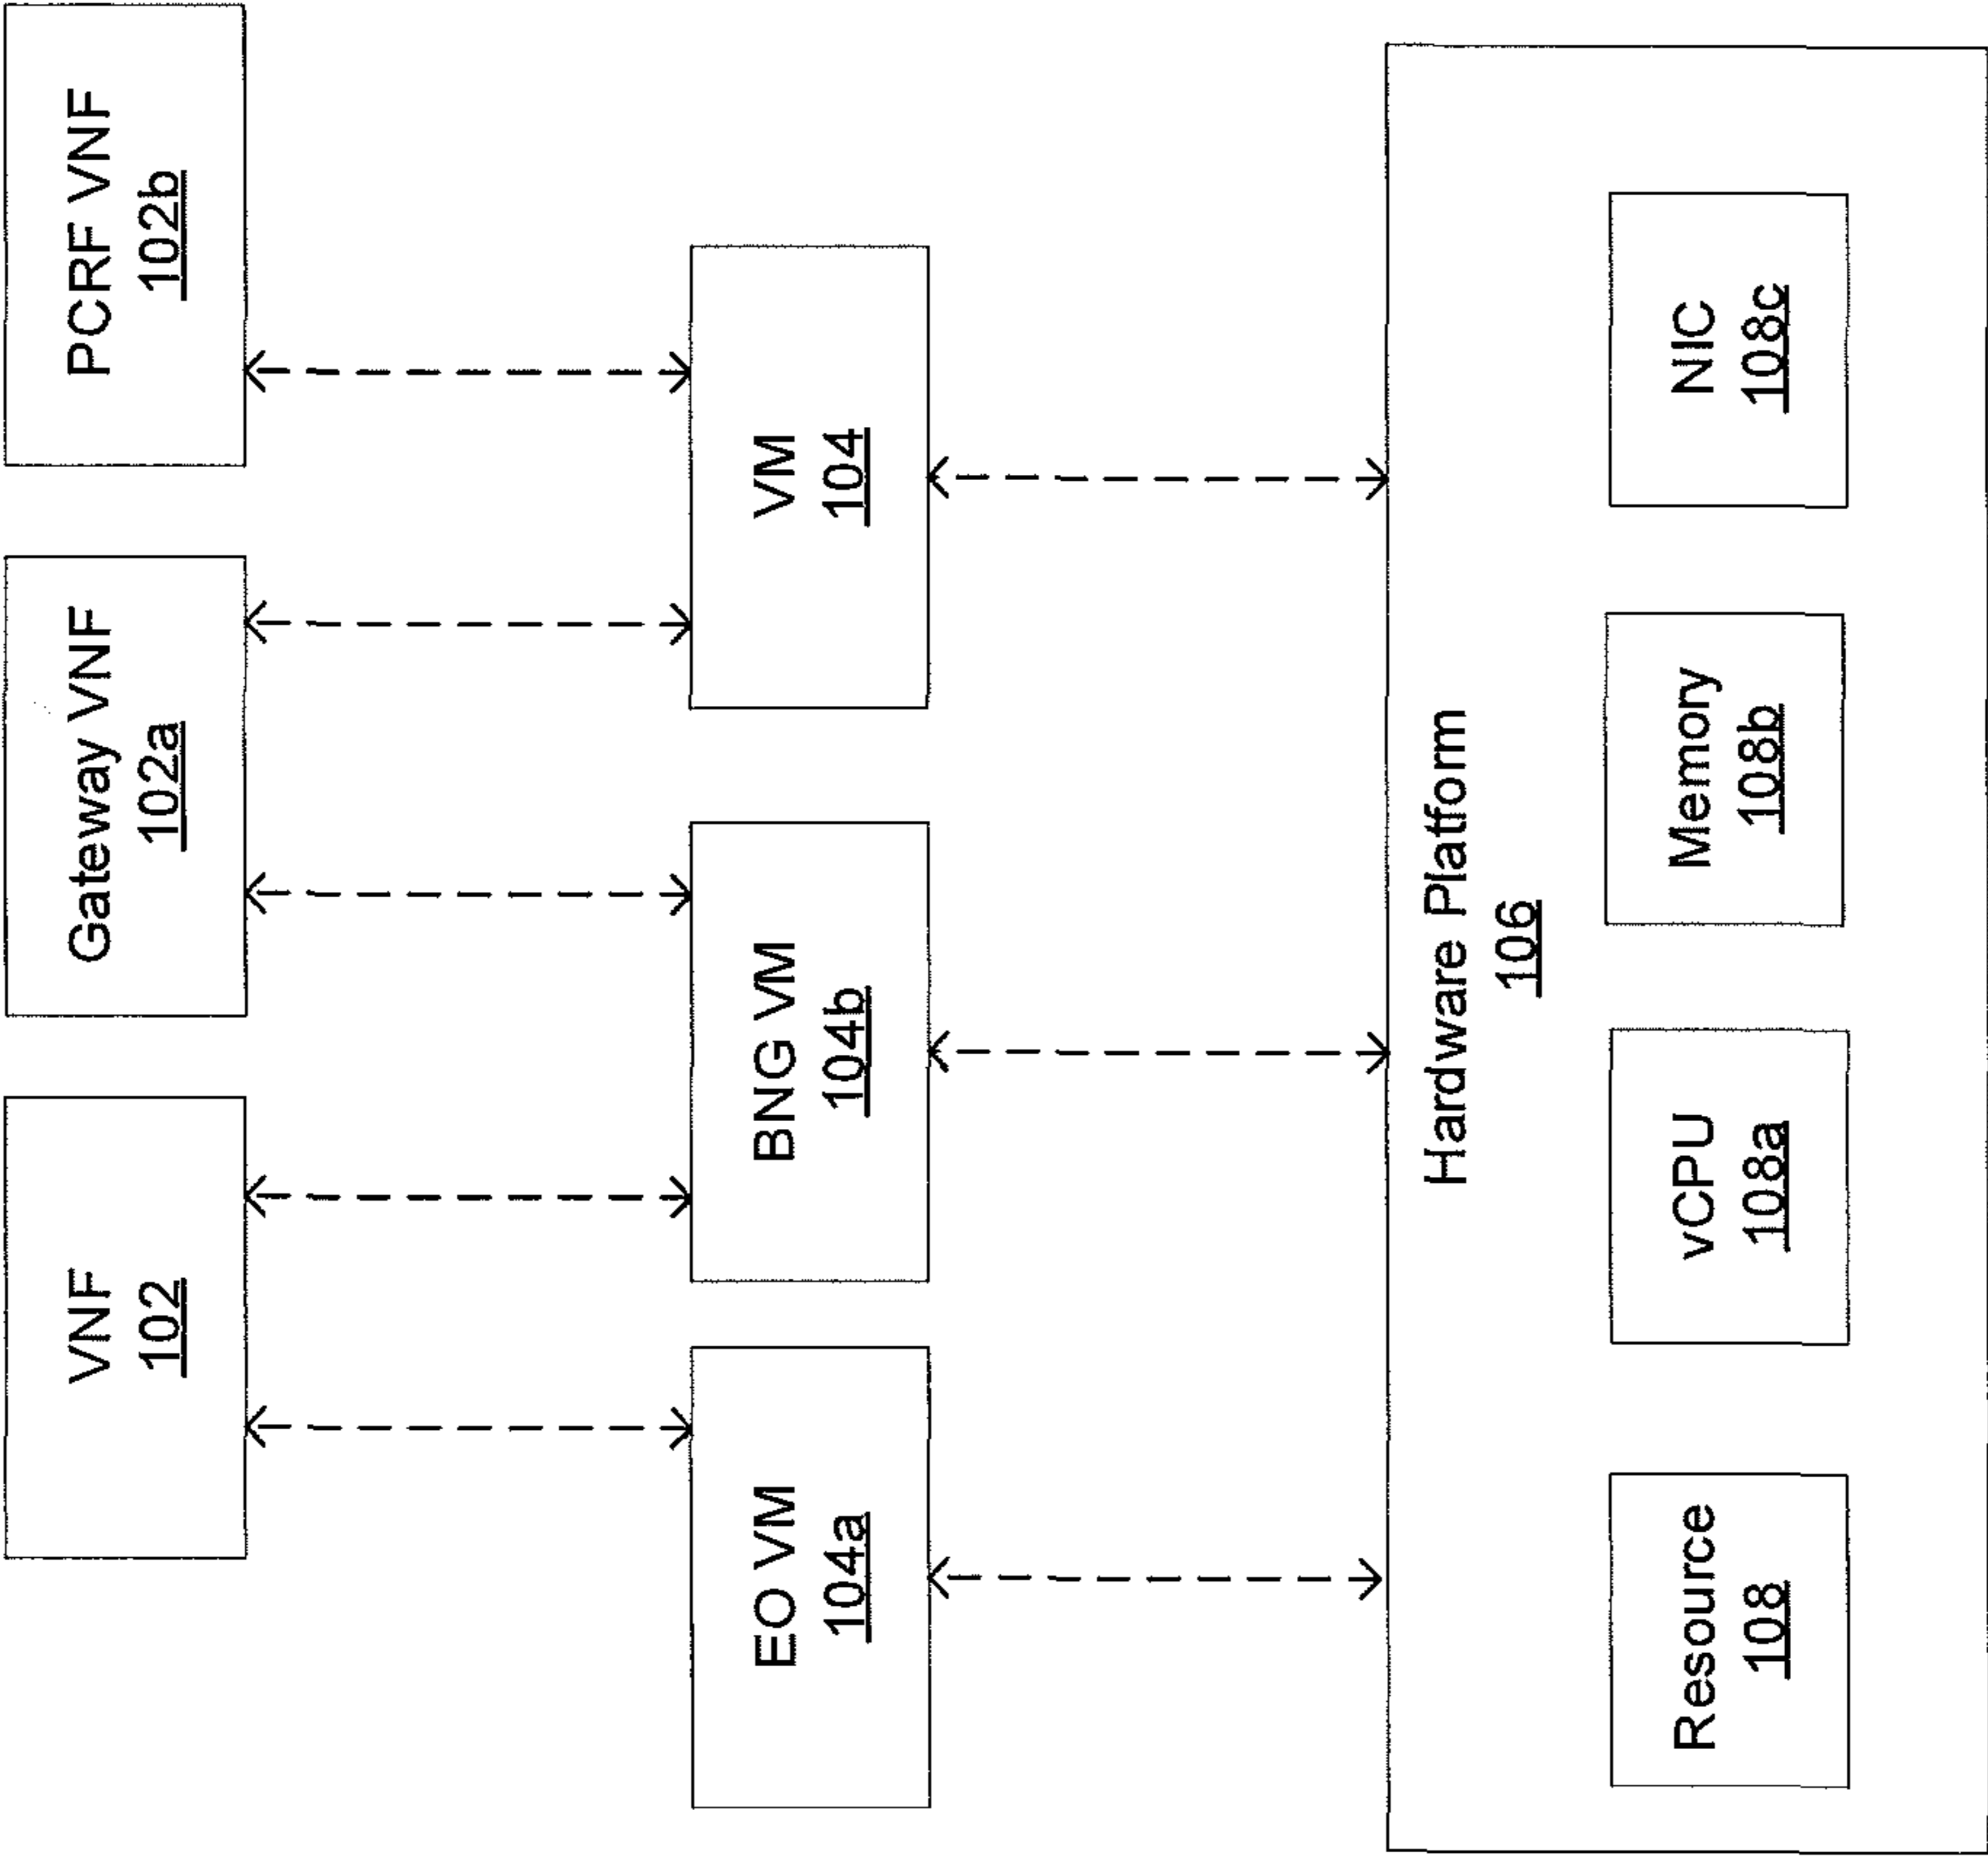 VNF
102
Gateway VNF
102a
PCRF VNF
102b
EO VM
104a
BNG VM
104b
VM
104
Hardware Platform
106
Resource
108
vCPU
108a
Memory
108b
NIC
108c